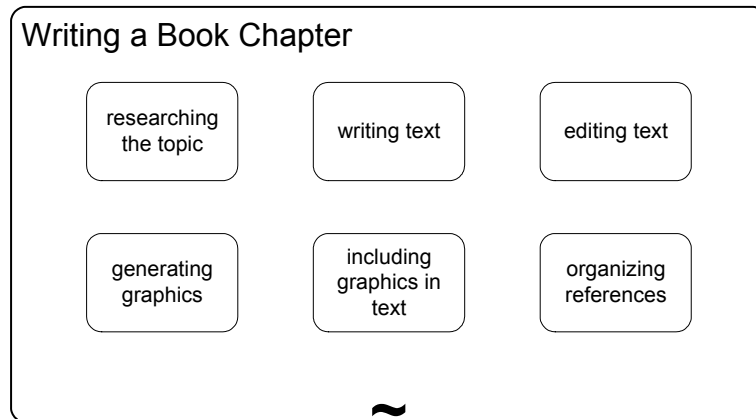 Writing a Book Chapter
researching
the topic
writing text
editing text
generating
graphics
including
graphics in
text
organizing
references
~